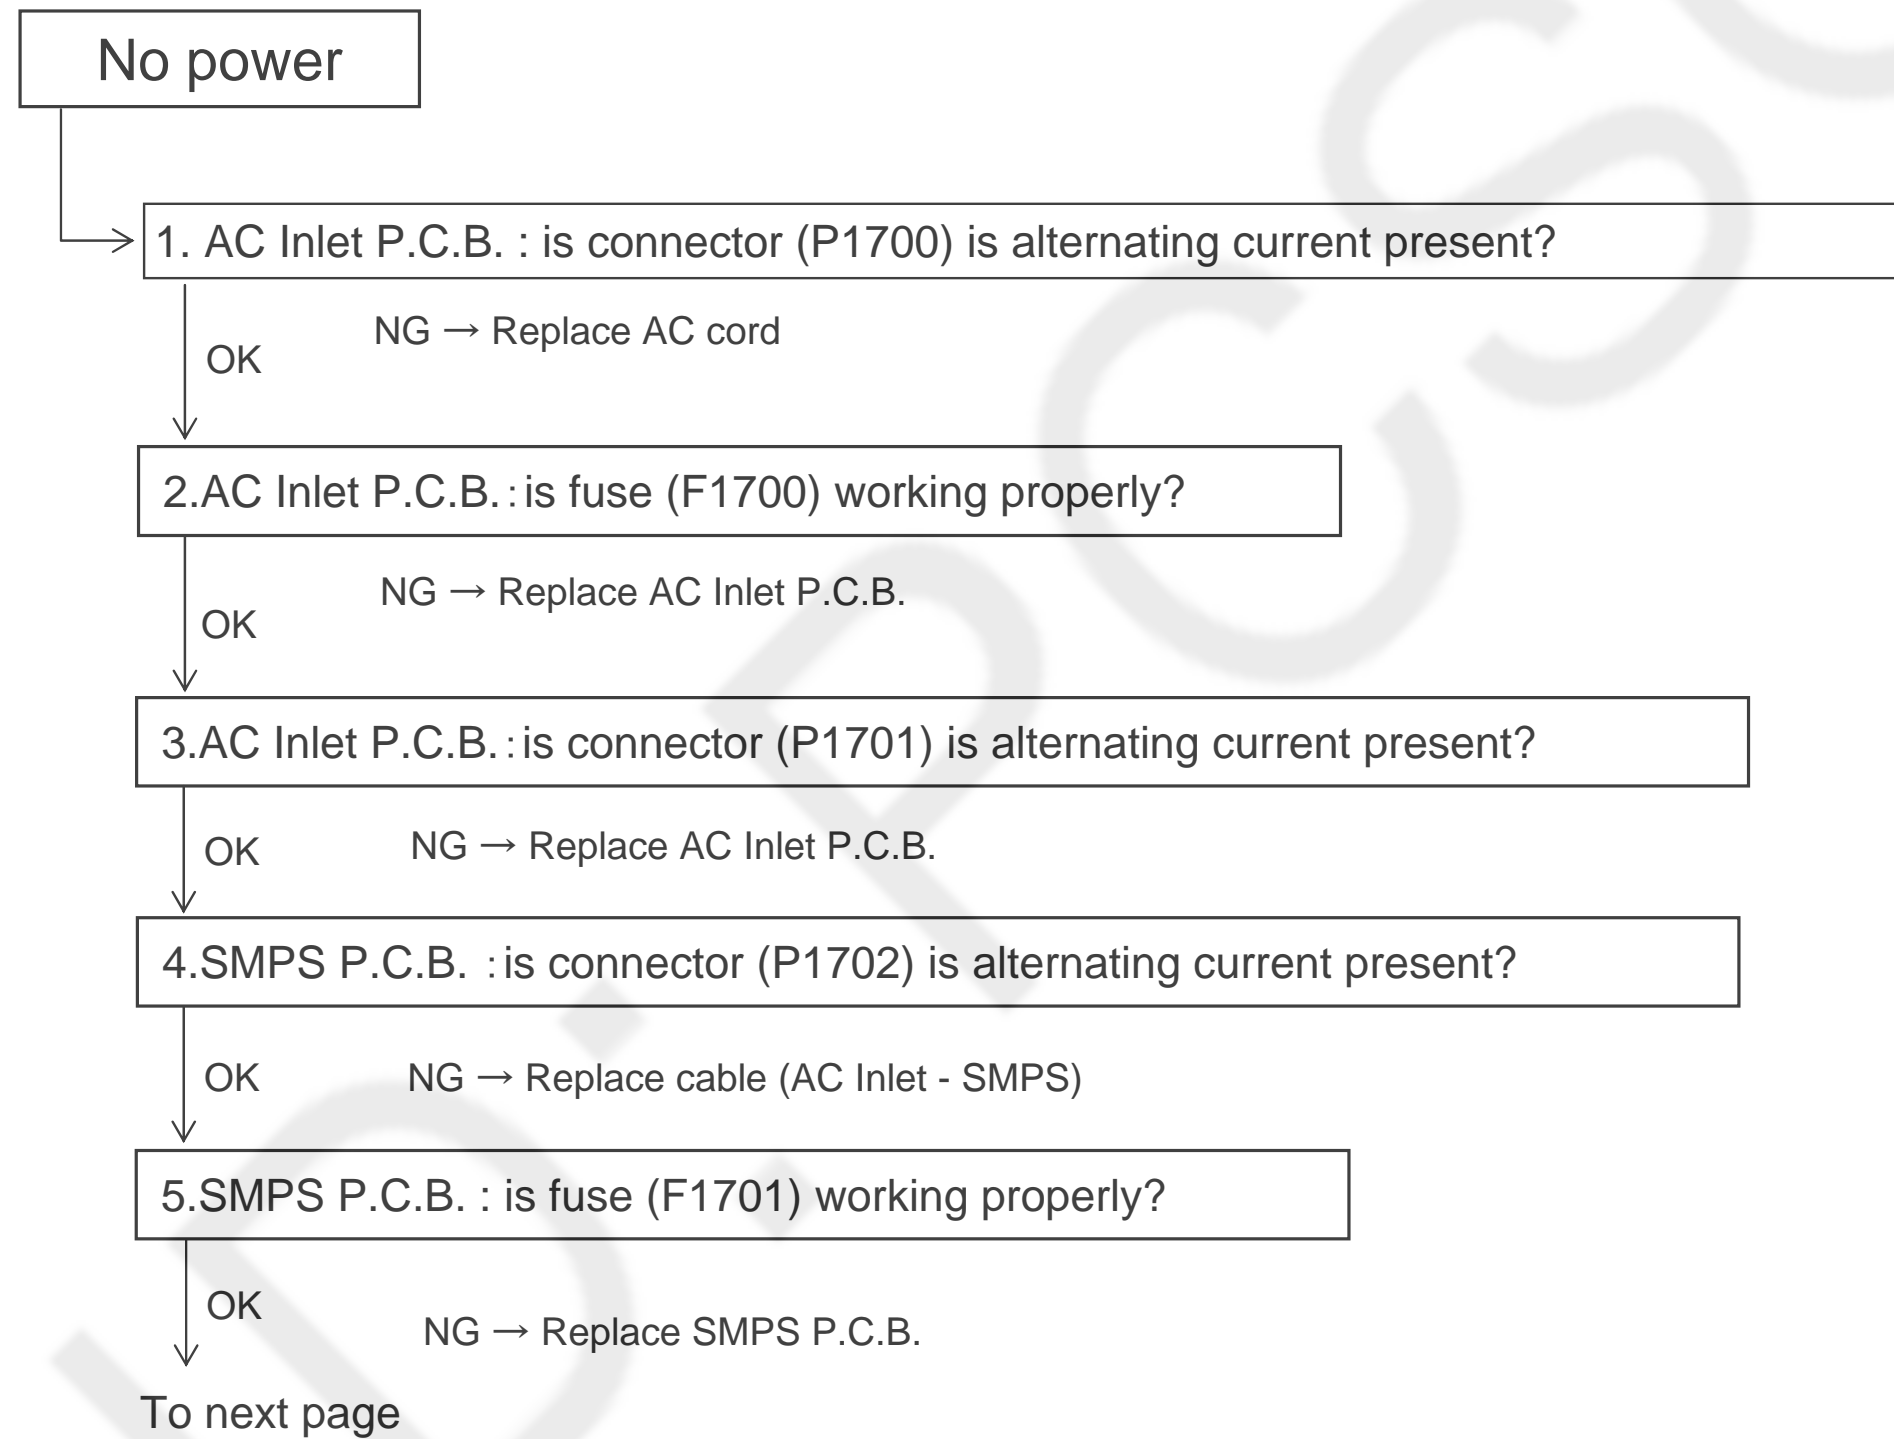 No power
1. AC Inlet P.C.B. : is connector (P1700) is alternating current present?
NG → Replace AC cord
OK
2.AC Inlet P.C.B. : is fuse (F1700) working properly?
NG → Replace AC Inlet P.C.B.
OK
3.AC Inlet P.C.B. : is connector (P1701) is alternating current present?
OK NG → Replace AC Inlet P.C.B.
4.SMPS P.C.B. : is connector (P1702) is alternating current present?
OK NG → Replace cable (AC Inlet - SMPS)
5.SMPS P.C.B. : is fuse (F1701) working properly?
OK
NG → Replace SMPS P.C.B.
To next page